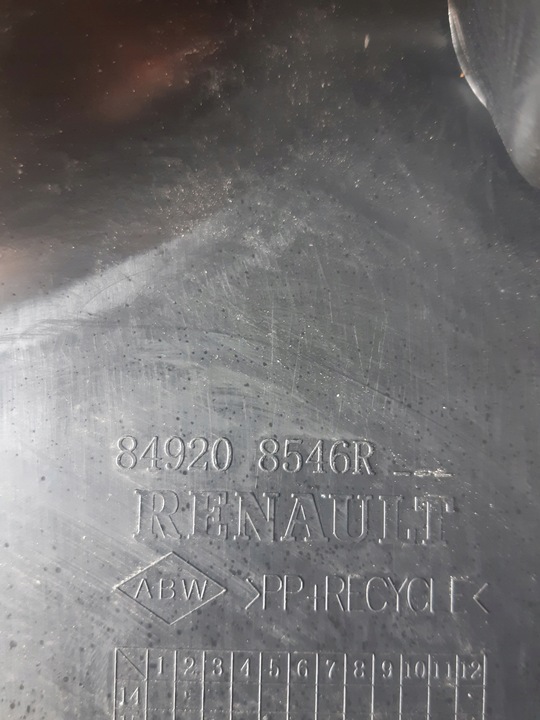 84920 8546R
RENAULT
ABW >PP+RECYCLE<
1 2 3 4 5 6 7 8 9 10 11 12
14